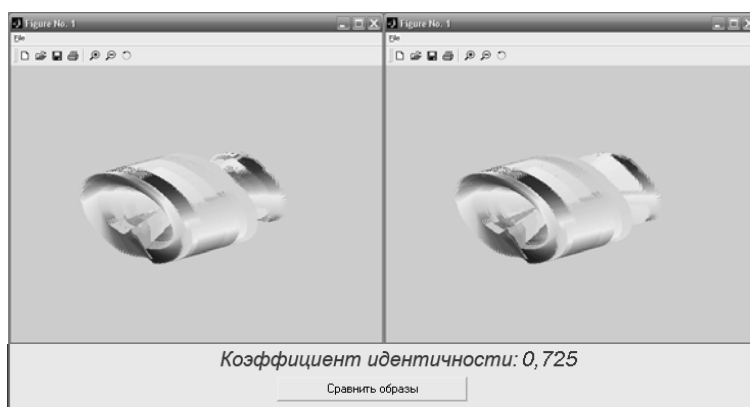 Figure No. 1
File
Figure No. 1
File
Коэффициент идентичности: 0,725
Сравнить образы